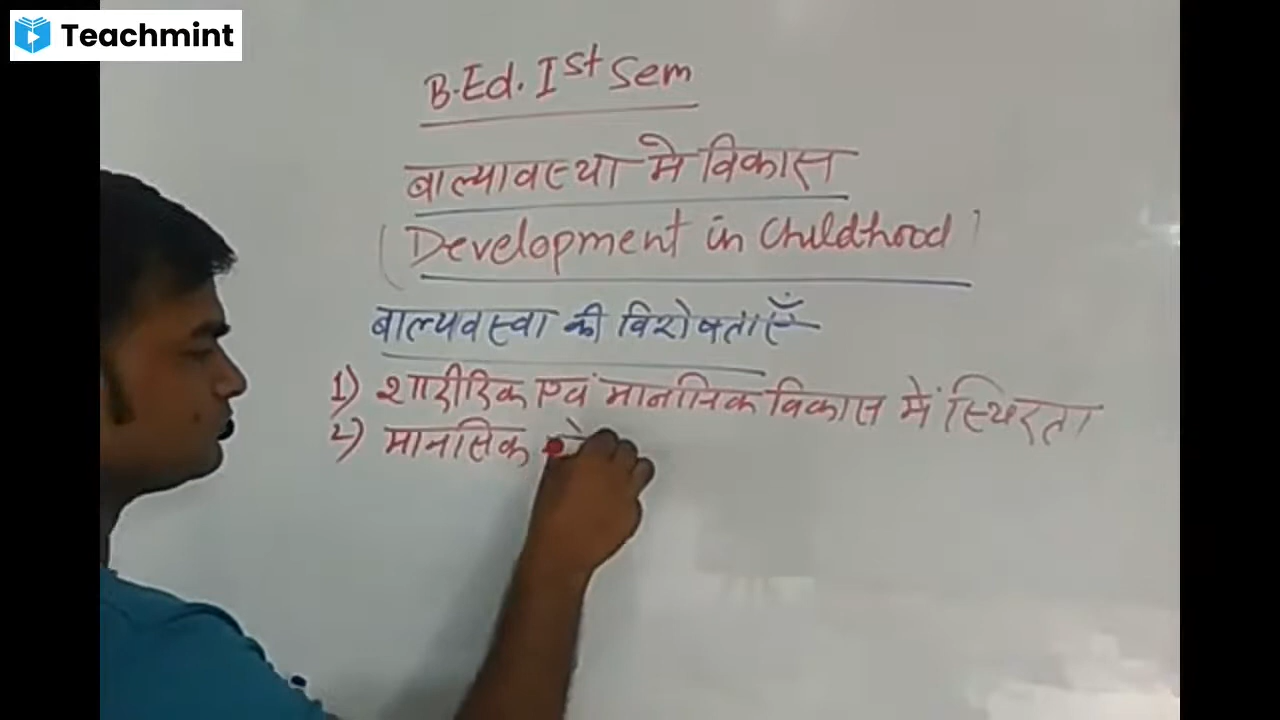 Teachmint
B.Ed. Ist Sem
बाल्यावस्था मे विकास
(Development in Childhood)
बाल्यवस्वा की विशेषताएँ
1) शारीरिक एवं मानसिक विकास में स्थिरता
2) मानसिक